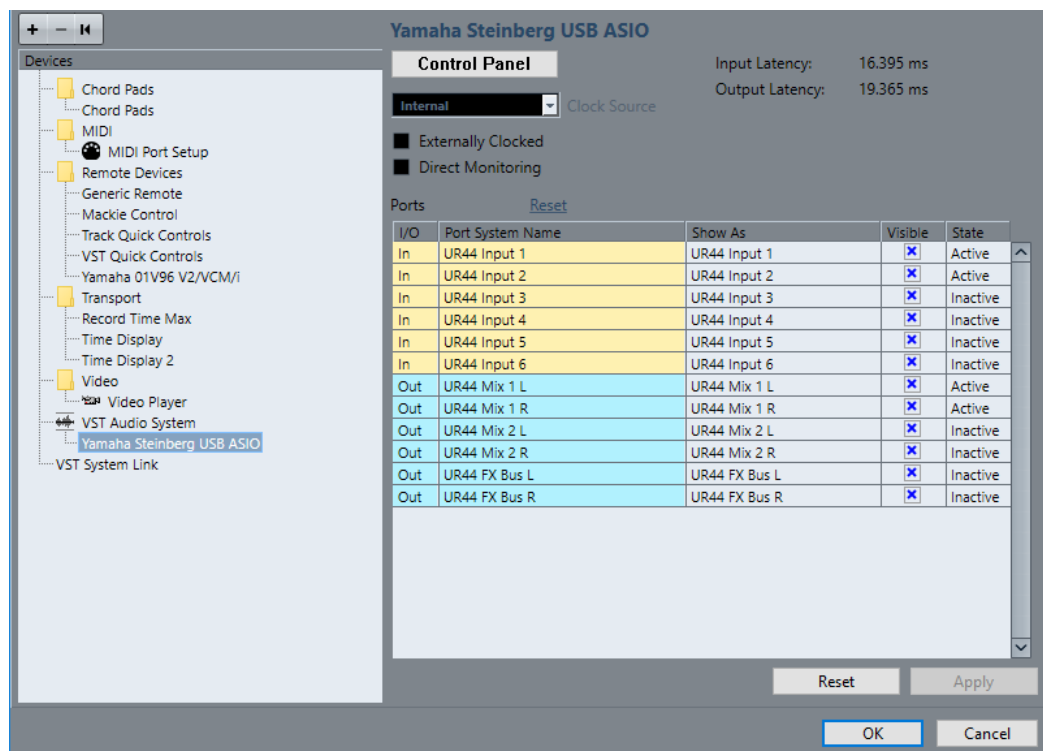 Devices
Chord Pads
Chord Pads
MIDI
MIDI Port Setup
Remote Devices
Generic Remote
Mackie Control
Track Quick Controls
VST Quick Controls
Yamaha 01V96 V2/VCM/i
Transport
Record Time Max
Time Display
Time Display 2
Video
Video Player
VST Audio System
Yamaha Steinberg USB ASIO
VST System Link
Yamaha Steinberg USB ASIO
Control Panel
Input Latency: 16.395 ms
Output Latency: 19.365 ms
Internal Clock Source
Externally Clocked
Direct Monitoring
Ports Reset
I/O Port System Name Show As Visible State
In UR44 Input 1 UR44 Input 1 Active
In UR44 Input 2 UR44 Input 2 Active
In UR44 Input 3 UR44 Input 3 Inactive
In UR44 Input 4 UR44 Input 4 Inactive
In UR44 Input 5 UR44 Input 5 Inactive
In UR44 Input 6 UR44 Input 6 Inactive
Out UR44 Mix 1 L UR44 Mix 1 L Active
Out UR44 Mix 1 R UR44 Mix 1 R Active
Out UR44 Mix 2 L UR44 Mix 2 L Inactive
Out UR44 Mix 2 R UR44 Mix 2 R Inactive
Out UR44 FX Bus L UR44 FX Bus L Inactive
Out UR44 FX Bus R UR44 FX Bus R Inactive
Reset Apply
OK Cancel